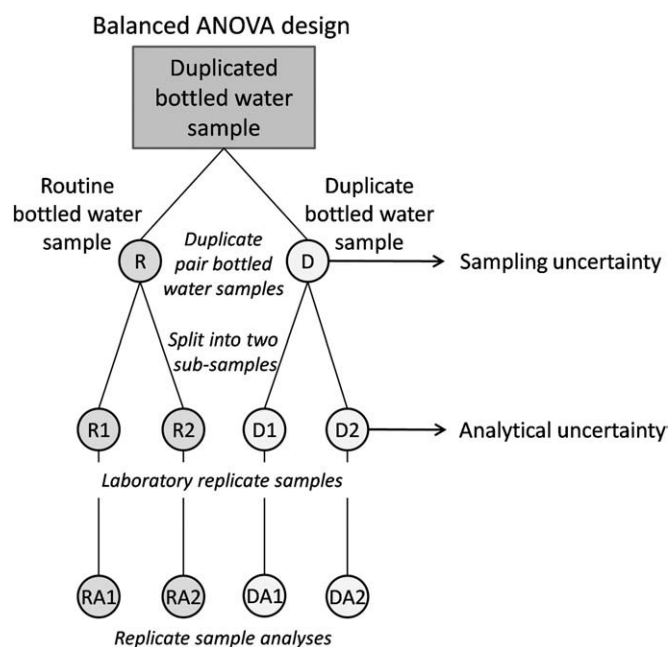 Balanced ANOVA design
Duplicated
bottled water
sample
Routine
bottled water
sample
Duplicate
bottled water
sample
Duplicate
pair bottled
water samples
R
D
Sampling uncertainty
Split into two
sub-samples
R1
R2
D1
D2
Analytical uncertainty
Laboratory replicate samples
RA1
RA2
DA1
DA2
Replicate sample analyses